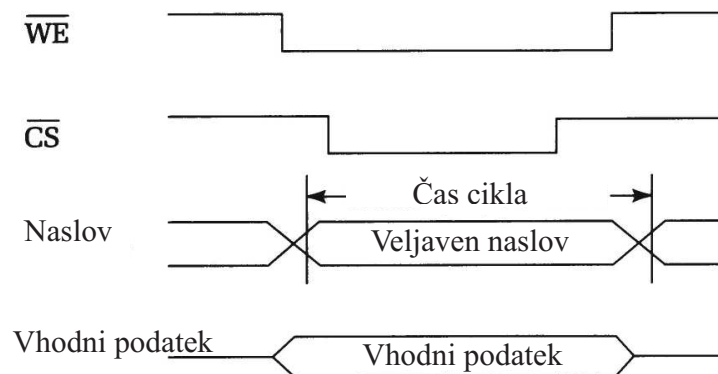 WE
CS
Čas cikla
Naslov
Veljaven naslov
Vhodni podatek
Vhodni podatek